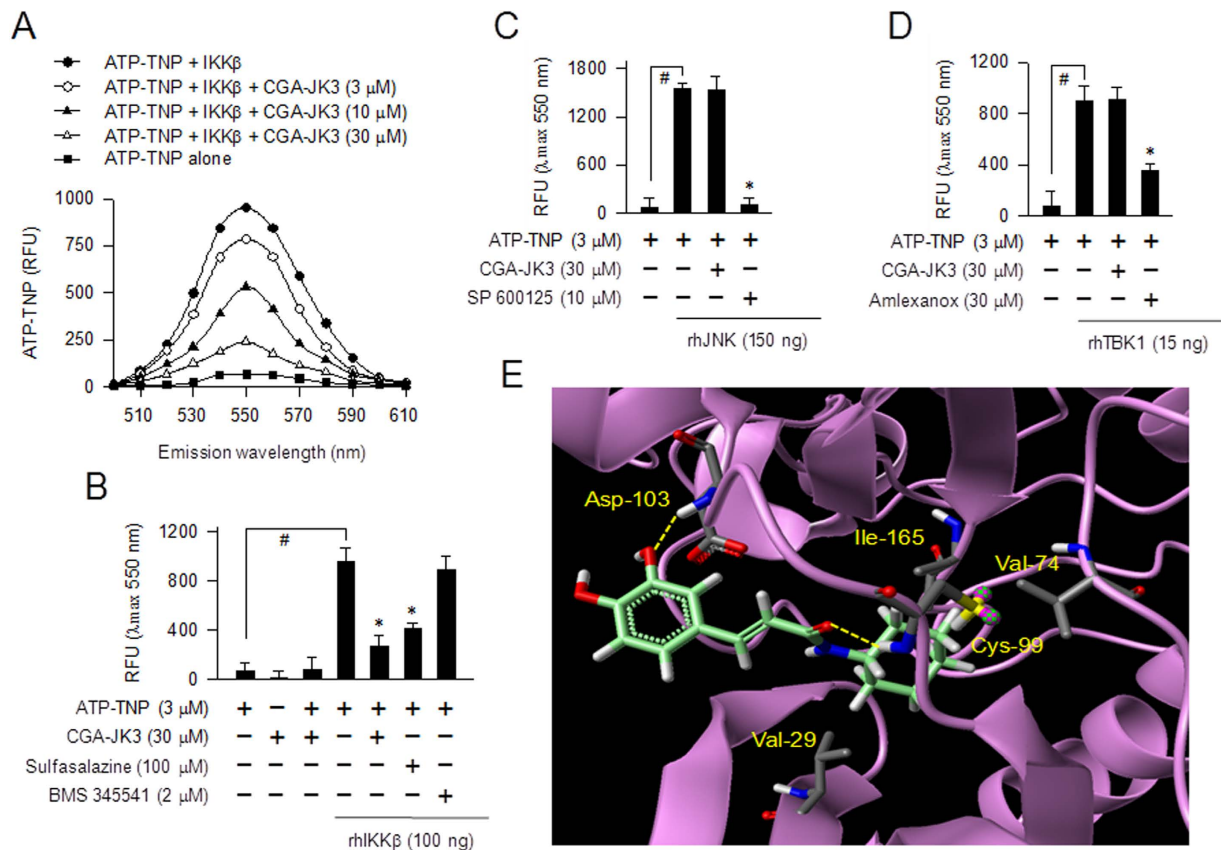 A
ATP-TNP + IKKβ
ATP-TNP + IKKβ + CGA-JK3 (3 μM)
ATP-TNP + IKKβ + CGA-JK3 (10 μM)
ATP-TNP + IKKβ + CGA-JK3 (30 μM)
ATP-TNP alone
1000
750
500
250
0
ATP-TNP (RFU)
510 530 550 570 590 610
Emission wavelength (nm)
B
1200
800
400
0
RFU (λmax 550 nm)
#
* *
ATP-TNP (3 μM) + − + + + + +
CGA-JK3 (30 μM) − + + − + − −
Sulfasalazine (100 μM) − − − − − + −
BMS 345541 (2 μM) − − − − − − +
rhIKKβ (100 ng)
C
1800
1200
600
0
RFU (λmax 550 nm)
#
*
ATP-TNP (3 μM) + + + +
CGA-JK3 (30 μM) − − + −
SP 600125 (10 μM) − − − +
rhJNK (150 ng)
D
1200
800
400
0
RFU (λmax 550 nm)
#
*
ATP-TNP (3 μM) + + + +
CGA-JK3 (30 μM) − − + −
Amlexanox (30 μM) − − − +
rhTBK1 (15 ng)
E
Asp-103
Ile-165
Val-74
Cys-99
Val-29